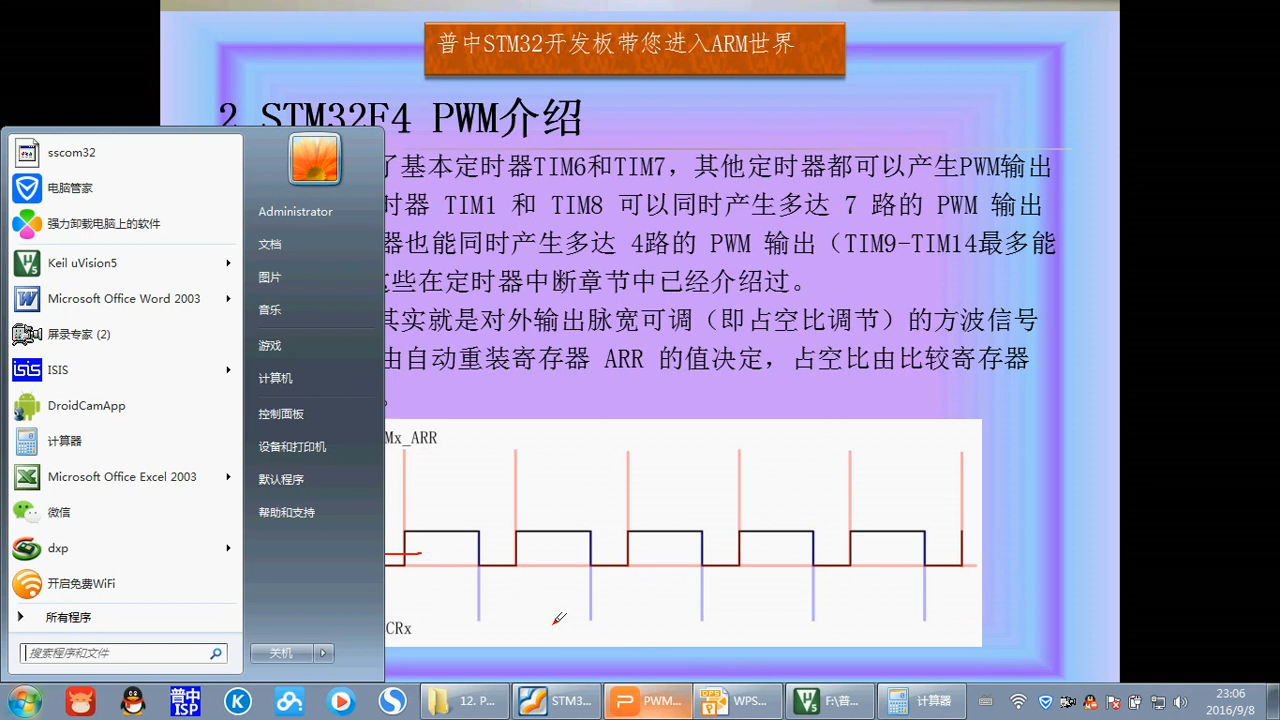 普中STM32开发板带您进入ARM世界
2 STM32F4 PWM介绍
了基本定时器TIM6和TIM7，其他定时器都可以产生PWM输出
时器 TIM1 和 TIM8 可以同时产生多达 7 路的 PWM 输出
器也能同时产生多达 4路的 PWM 输出（TIM9-TIM14最多能
这些在定时器中断章节中已经介绍过。
其实就是对外输出脉宽可调（即占空比调节）的方波信号
由自动重装寄存器 ARR 的值决定，占空比由比较寄存器
。
Mx_ARR
CRx
sscom32
电脑管家
强力卸载电脑上的软件
Keil uVision5
Microsoft Office Word 2003
屏录专家 (2)
ISIS
DroidCamApp
计算器
Microsoft Office Excel 2003
微信
dxp
开启免费WiFi
所有程序
搜索程序和文件
Administrator
文档
图片
音乐
游戏
计算机
控制面板
设备和打印机
默认程序
帮助和支持
关机
普中
ISP
12. P...
STM3...
PWM...
WPS...
F:\普...
计算器
23:06
2016/9/8